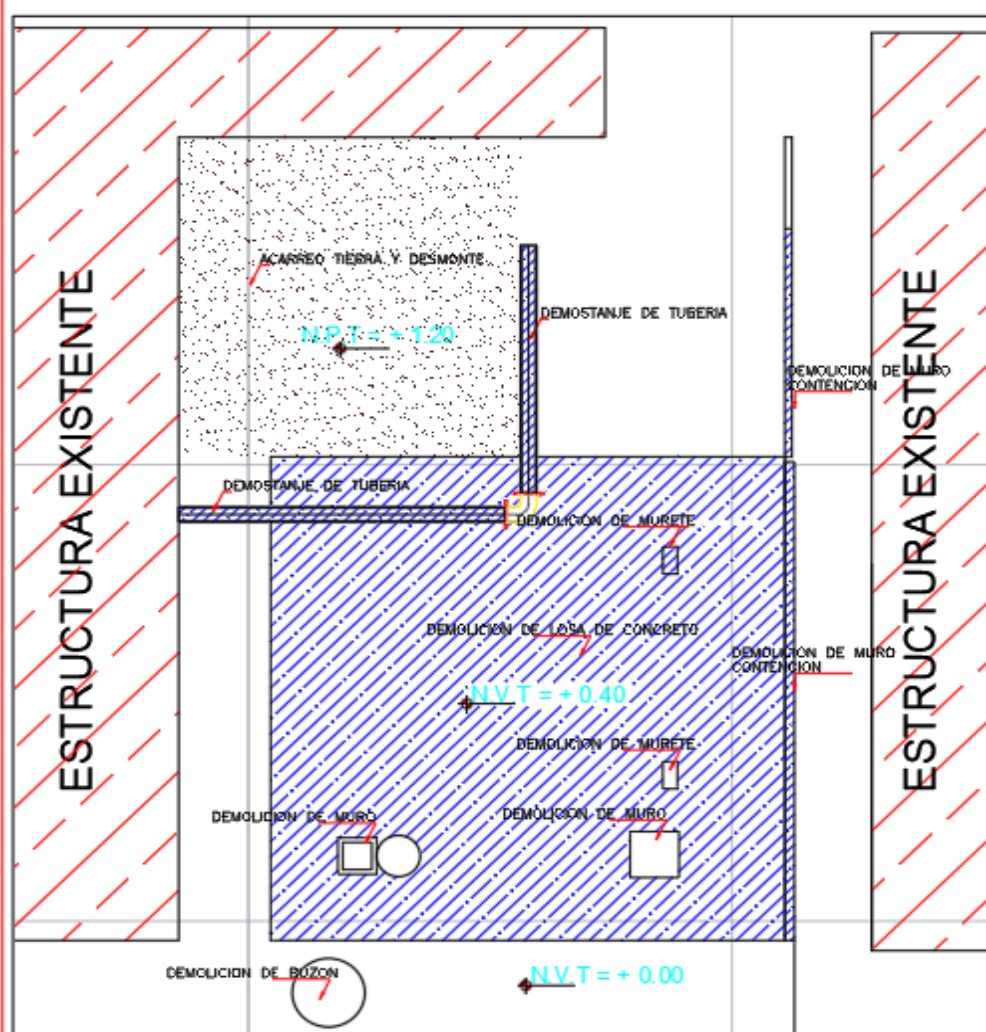 ACARREO TIERRA Y DESMONTE
N.P.T = + 1.20
DEMOSTANJE DE TUBERIA
DEMOLICION DE MURO
CONTENCION
ESTRUCTURA EXISTENTE
ESTRUCTURA EXISTENTE
DEMOSTANJE DE TUBERIA
DEMOLICION DE MURETE
DEMOLICION DE LOSA DE CONCRETO
DEMOLICION DE MURO
CONTENCION
N.V.T = + 0.40
DEMOLICION DE MURETE
DEMOLICION DE MURO
DEMOLICION DE MURO
DEMOLICION DE BUZON
N.V.T = + 0.00